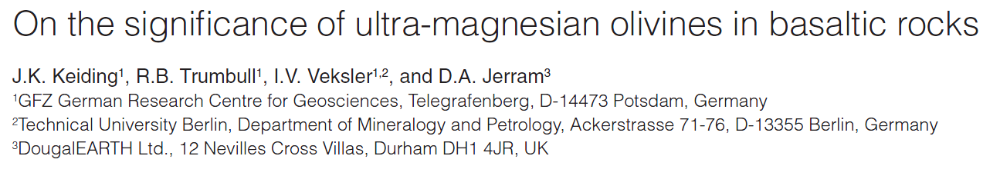 On the significance of ultra-magnesian olivines in basaltic rocks
J.K. Keiding¹, R.B. Trumbull¹, I.V. Veksler¹,², and D.A. Jerram³
¹GFZ German Research Centre for Geosciences, Telegrafenberg, D-14473 Potsdam, Germany
²Technical University Berlin, Department of Mineralogy and Petrology, Ackerstrasse 71-76, D-13355 Berlin, Germany
³DougalEARTH Ltd., 12 Nevilles Cross Villas, Durham DH1 4JR, UK